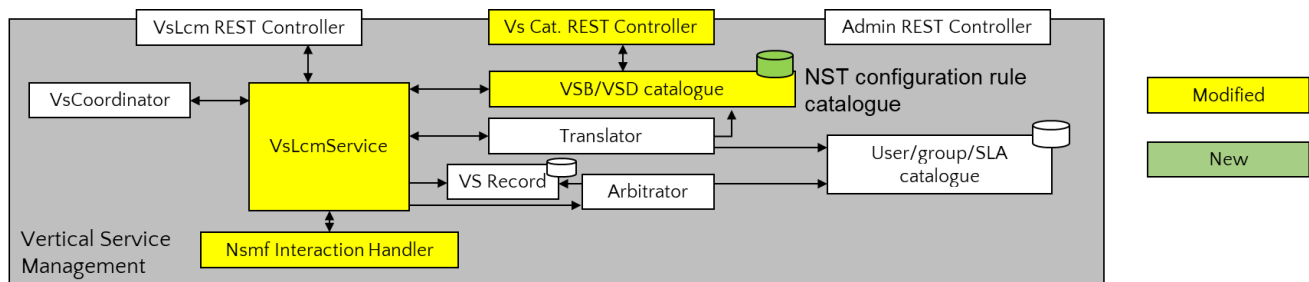 VsLcm REST Controller
Vs Cat. REST Controller
Admin REST Controller
VsCoordinator
VSB/VSD catalogue
NST configuration rule
catalogue
Modified
VsLcmService
Translator
User/group/SLA
catalogue
New
VS Record
Arbitrator
Vertical Service
Management
Nsmf Interaction Handler